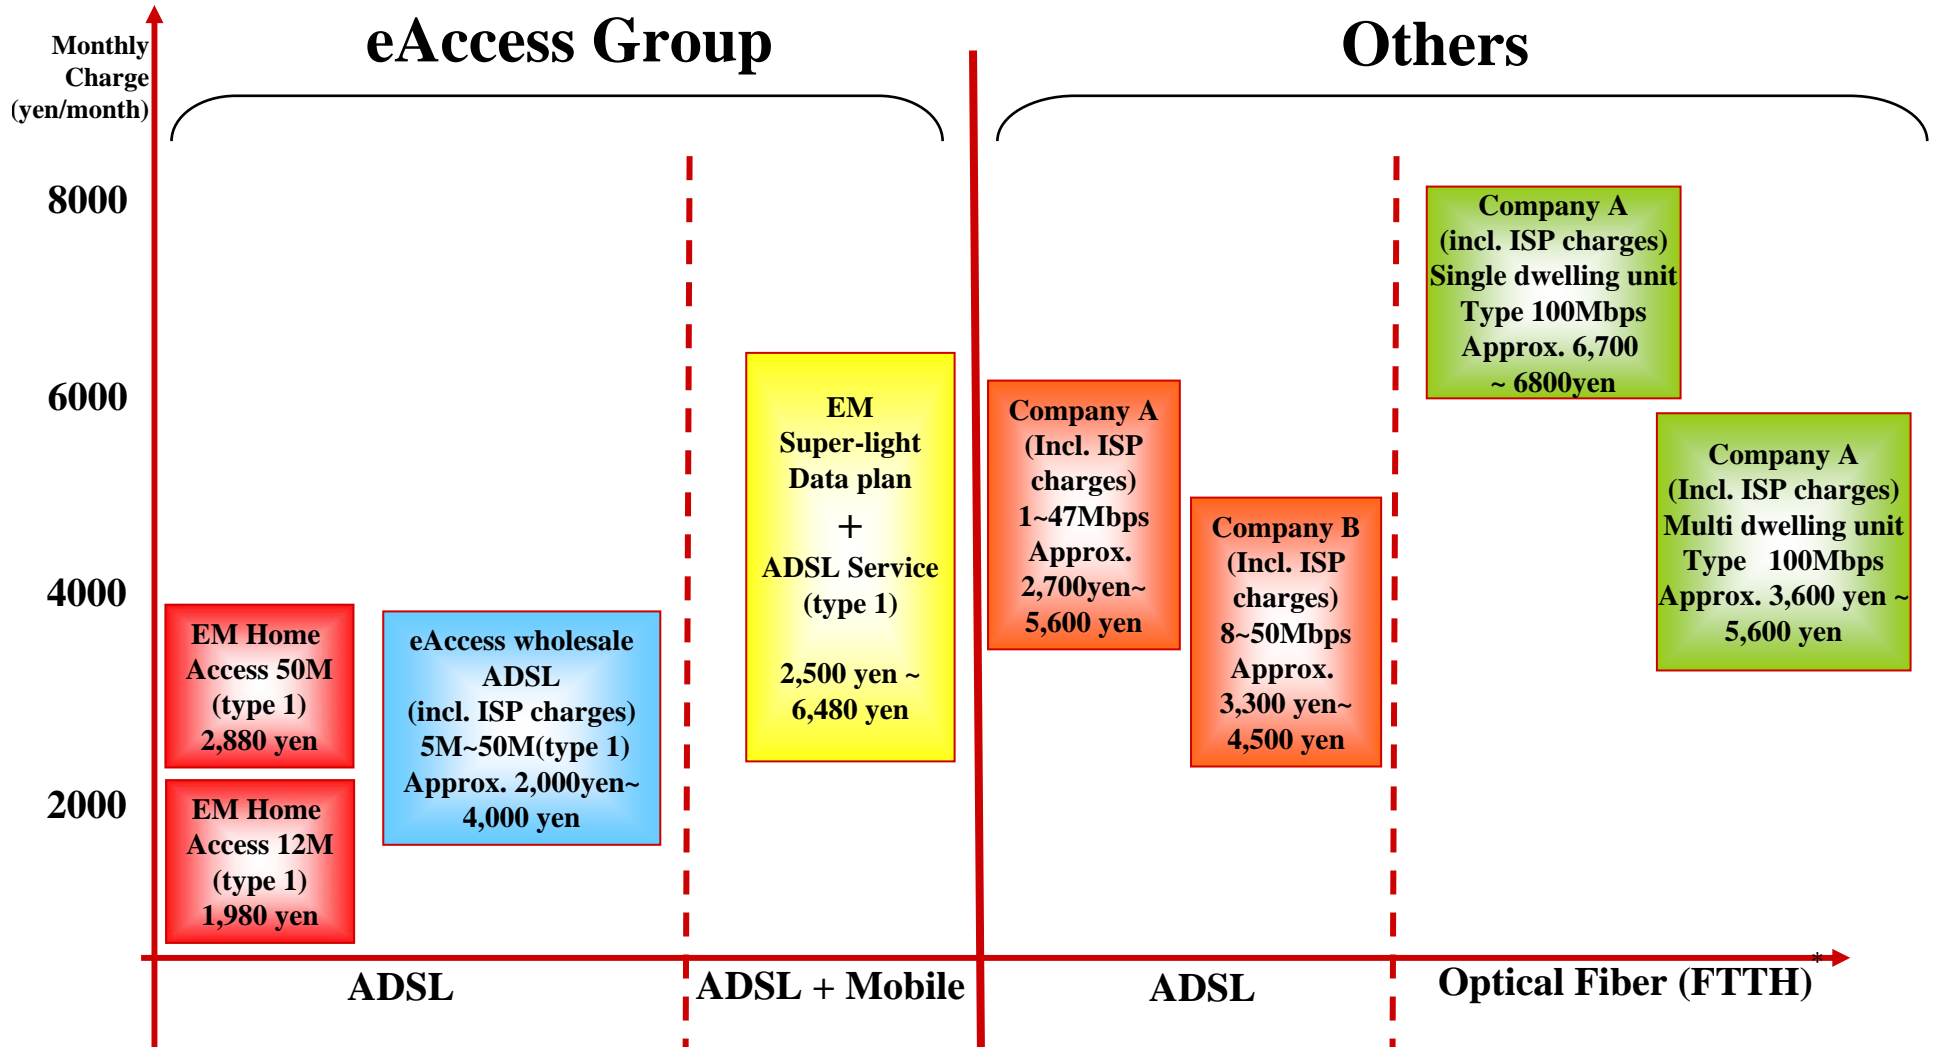 eAccess Group
Others
Monthly
Charge
(yen/month)
8000
6000
4000
2000
EM Home
Access 50M
(type 1)
2,880 yen
EM Home
Access 12M
(type 1)
1,980 yen
eAccess wholesale
ADSL
(incl. ISP charges)
5M~50M(type 1)
Approx. 2,000yen~
4,000 yen
EM
Super-light
Data plan
+
ADSL Service
(type 1)
2,500 yen ~
6,480 yen
Company A
(Incl. ISP
charges)
1~47Mbps
Approx.
2,700yen~
5,600 yen
Company B
(Incl. ISP
charges)
8~50Mbps
Approx.
3,300 yen~
4,500 yen
Company A
(incl. ISP charges)
Single dwelling unit
Type 100Mbps
Approx. 6,700
~ 6800yen
Company A
(Incl. ISP charges)
Multi dwelling unit
Type 100Mbps
Approx. 3,600 yen ~
5,600 yen
ADSL
ADSL + Mobile
ADSL
Optical Fiber (FTTH)*